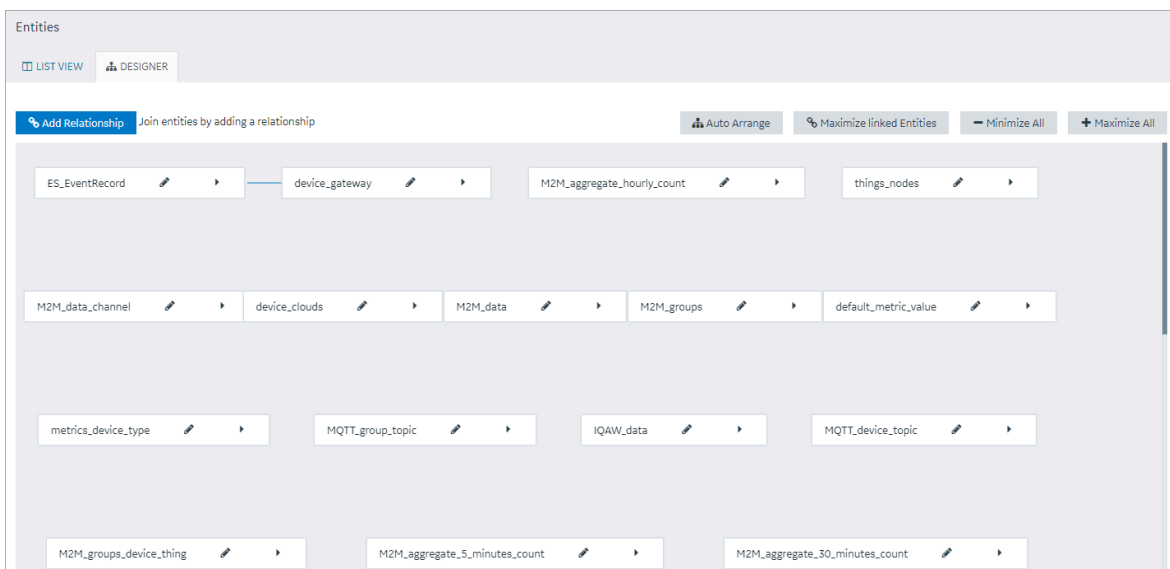 Entities
LIST VIEW DESIGNER
Add Relationship Join entities by adding a relationship Auto Arrange Maximize linked Entities Minimize All Maximize All
ES_EventRecord device_gateway M2M_aggregate_hourly_count things_nodes
M2M_data_channel device_clouds M2M_data M2M_groups default_metric_value
metrics_device_type MQTT_group_topic IQAW_data MQTT_device_topic
M2M_groups_device_thing M2M_aggregate_5_minutes_count M2M_aggregate_30_minutes_count